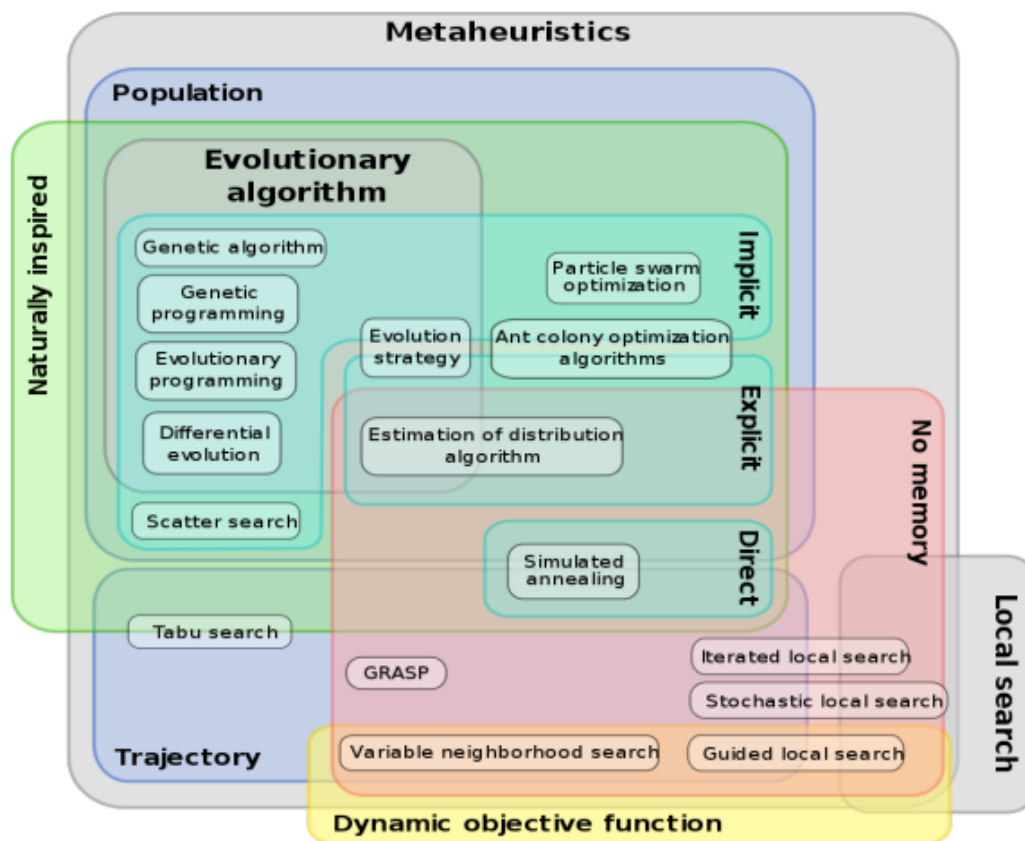 Metaheuristics
Population
Naturally inspired
Evolutionary
algorithm
Implicit
Genetic algorithm
Particle swarm
optimization
Genetic
programming
Evolution
strategy
Ant colony optimization
algorithms
Evolutionary
programming
Explicit
Differential
evolution
Estimation of distribution
algorithm
No memory
Scatter search
Direct
Simulated
annealing
Local search
Tabu search
GRASP
Iterated local search
Stochastic local search
Trajectory
Variable neighborhood search
Guided local search
Dynamic objective function